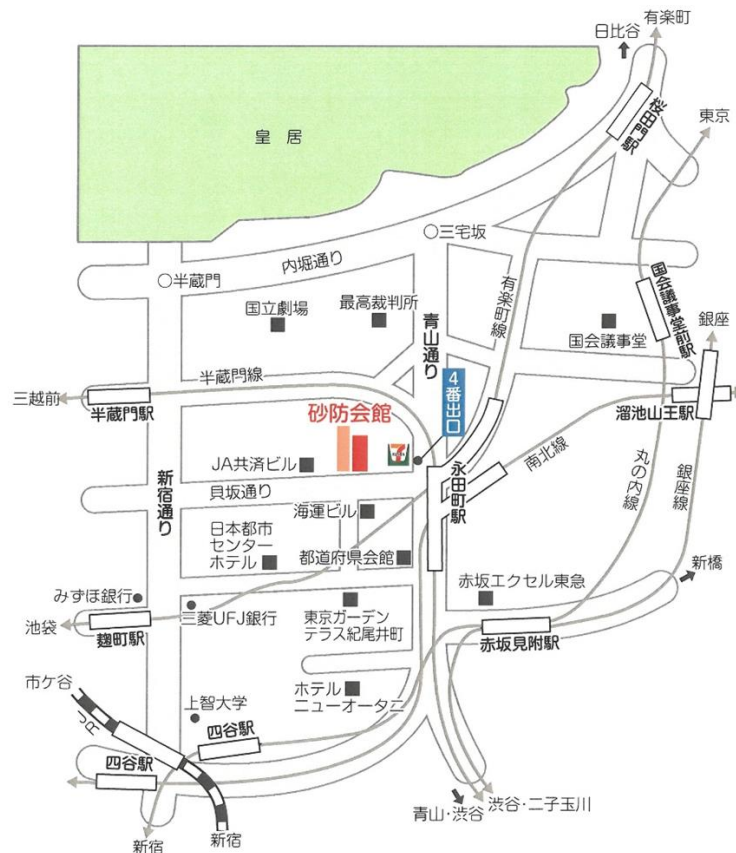 有楽町
日比谷
桜田門駅
東京
皇居
三宅坂
内堀通り
半蔵門
国立劇場
最高裁判所
青山通り
有楽町線
国会議事堂
国会議事堂前駅
銀座
三越前
半蔵門駅
半蔵門線
4番出口
溜池山王駅
砂防会館
7
JA共済ビル
貝坂通り
新宿通り
永田町駅
南北線
丸の内線
銀座線
海運ビル
日本都市
センター
ホテル
都道府県会館
新橋
みずほ銀行
三菱UFJ銀行
東京ガーデン
テラス紀尾井町
赤坂エクセル東急
池袋
麹町駅
赤坂見附駅
市ケ谷
JR
上智大学
ホテル
ニューオータニ
四谷駅
四谷駅
新宿
新宿
青山・渋谷
渋谷・二子玉川